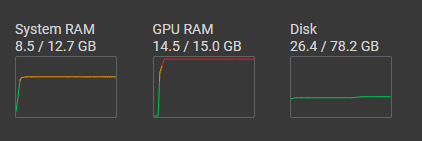 System RAM
8.5 / 12.7 GB
GPU RAM
14.5 / 15.0 GB
Disk
26.4 / 78.2 GB